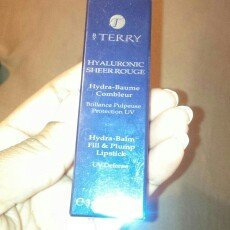 BY TERRY
HYALURONIC
SHEER ROUGE
Hydra-Baume
Combleur
Brillance Pulpeuse
Protection UV
Hydra-Balm
Fill & Plump
Lipstick
UV Defense